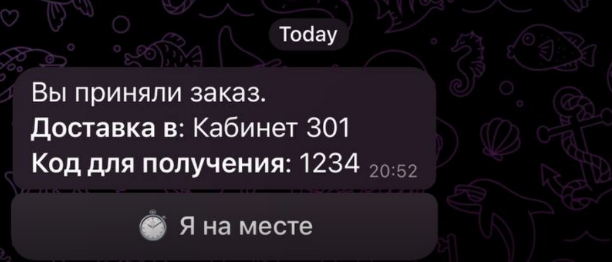 Today
Вы приняли заказ.
Доставка в: Кабинет 301
Код для получения: 1234 20:52
⏱ Я на месте